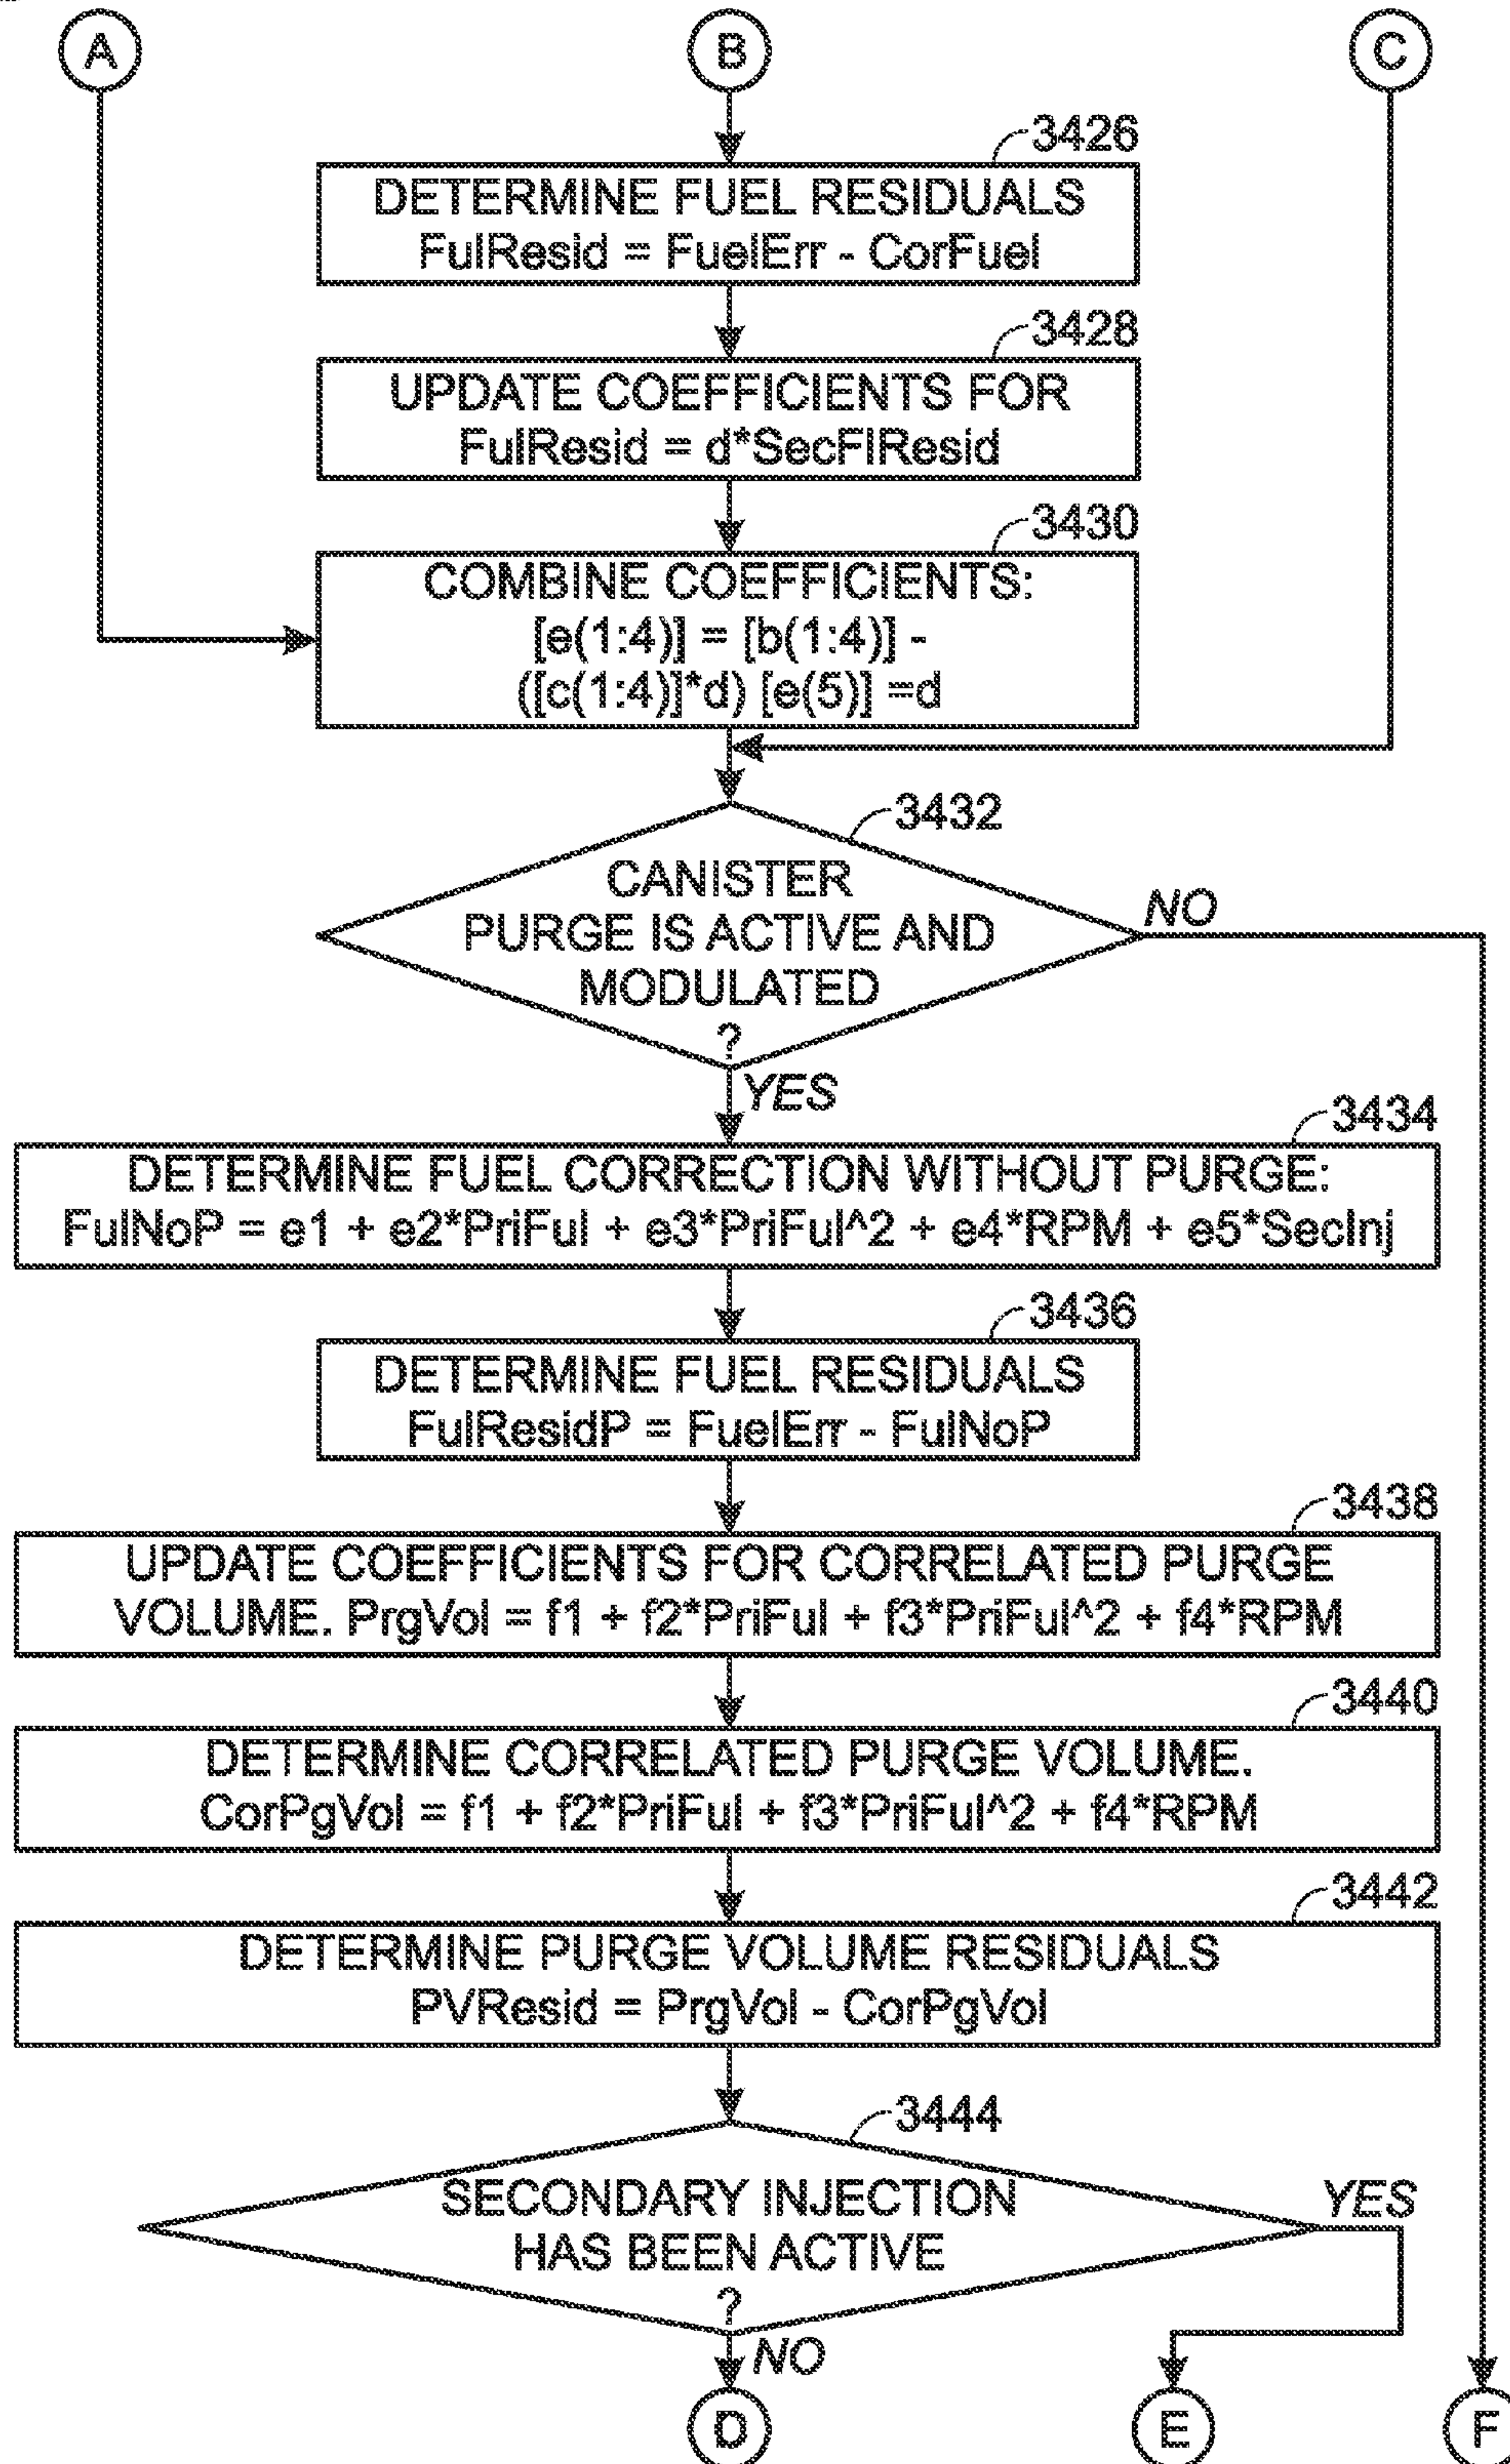 A
B
C
3426
DETERMINE FUEL RESIDUALS
FulResid = FuelErr - CorFuel
3428
UPDATE COEFFICIENTS FOR
FulResid = d*SecFlResid
3430
COMBINE COEFFICIENTS:
[e(1:4)] = [b(1:4)] -
([c(1:4)]*d) [e(5)] =d
3432
CANISTER
PURGE IS ACTIVE AND
MODULATED
?
NO
YES
3434
DETERMINE FUEL CORRECTION WITHOUT PURGE:
FulNoP = e1 + e2*PriFul + e3*PriFul^2 + e4*RPM + e5*SecInj
3436
DETERMINE FUEL RESIDUALS
FulResidP = FuelErr - FulNoP
3438
UPDATE COEFFICIENTS FOR CORRELATED PURGE
VOLUME. PrgVol = f1 + f2*PriFul + f3*PriFul^2 + f4*RPM
3440
DETERMINE CORRELATED PURGE VOLUME.
CorPgVol = f1 + f2*PriFul + f3*PriFul^2 + f4*RPM
3442
DETERMINE PURGE VOLUME RESIDUALS
PVResid = PrgVol - CorPgVol
3444
SECONDARY INJECTION
HAS BEEN ACTIVE
?
YES
NO
D
E
F